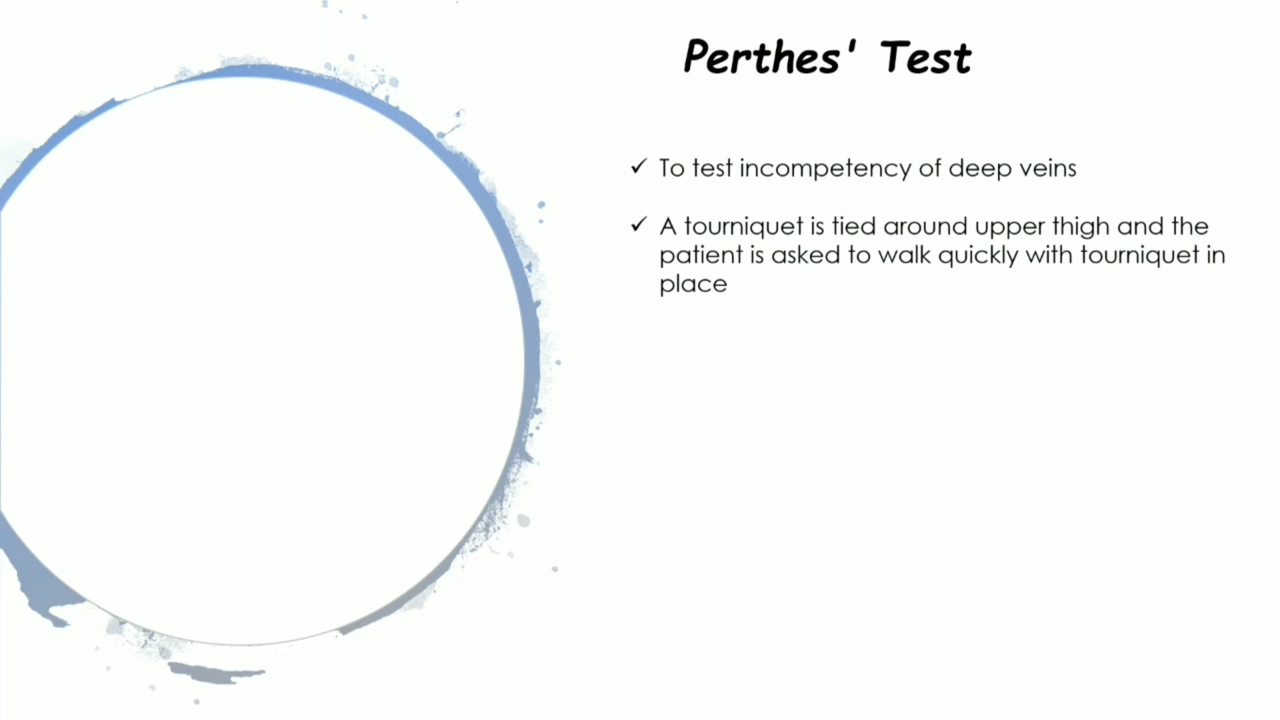 Perthes' Test
✓ To test incompetency of deep veins
✓ A tourniquet is tied around upper thigh and the
patient is asked to walk quickly with tourniquet in
place